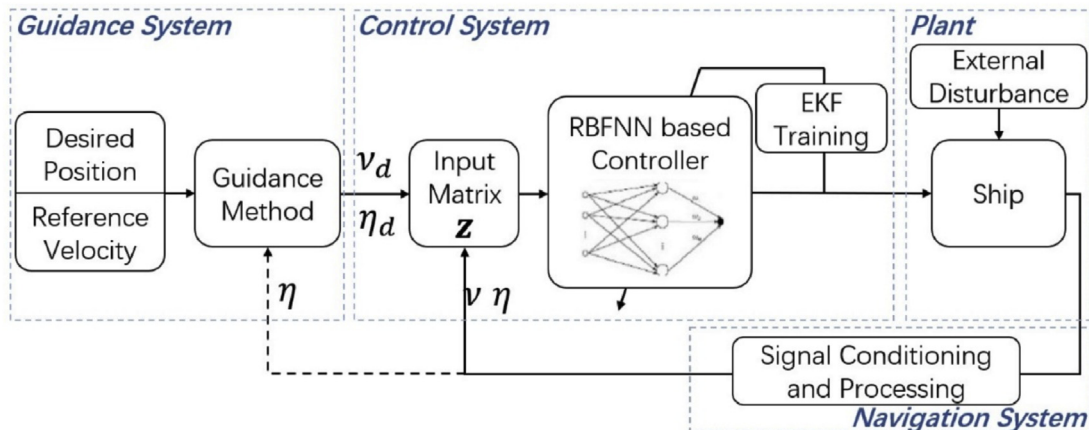 Guidance System
Control System
Plant
Desired
Position
Reference
Velocity
Guidance
Method
ν_d
η_d
Input
Matrix
z
RBFNN based
Controller
EKF
Training
External
Disturbance
Ship
η
ν η
Signal Conditioning
and Processing
Navigation System